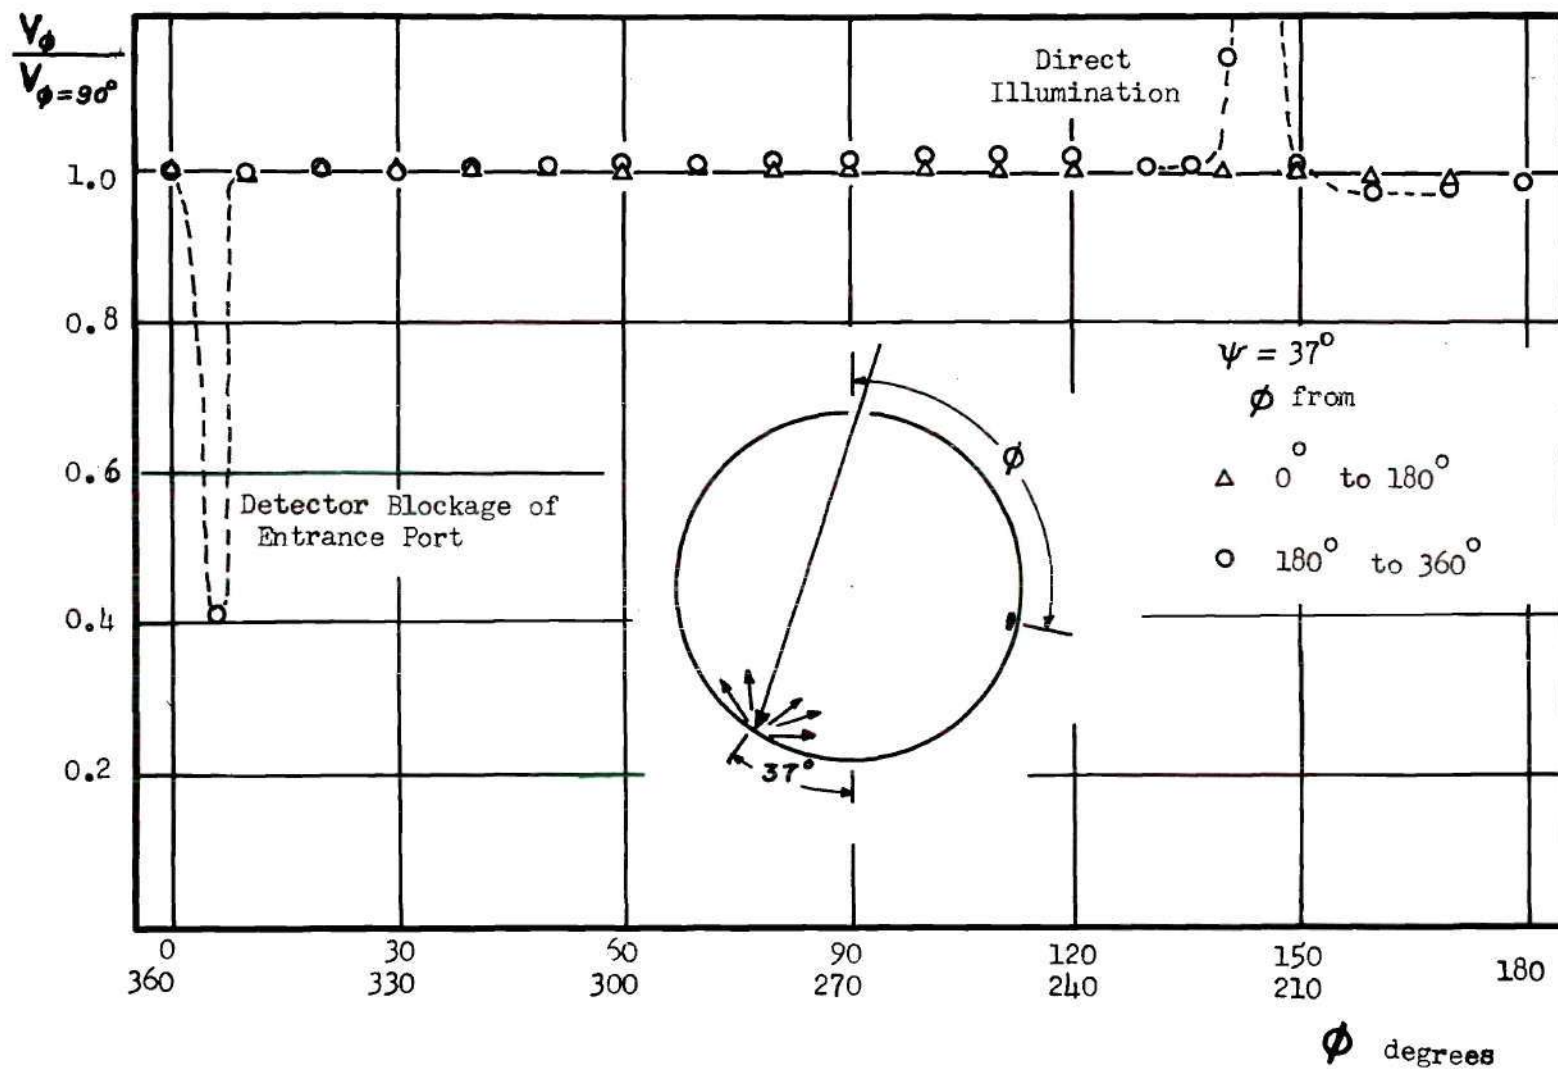 Vϕ
Vϕ=90°
Direct
Illumination
1.0
0.8
ψ = 37°
ϕ from
0.6
△ 0° to 180°
ϕ
Detector Blockage of
Entrance Port
○ 180° to 360°
0.4
0.2
37°
0 30 50 90 120 150
360 330 300 270 240 210 180
ϕ degrees